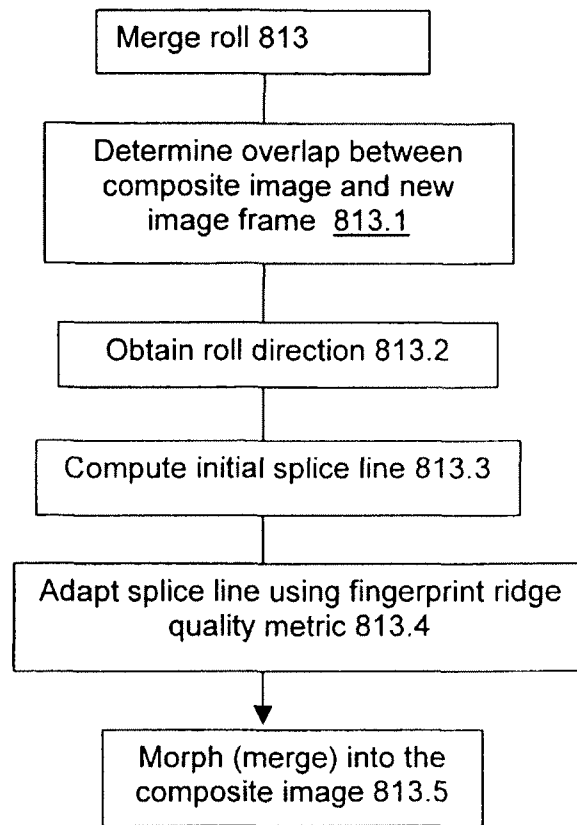 Merge roll 813
Determine overlap between
composite image and new
image frame 813.1
Obtain roll direction 813.2
Compute initial splice line 813.3
Adapt splice line using fingerprint ridge
quality metric 813.4
Morph (merge) into the
composite image 813.5